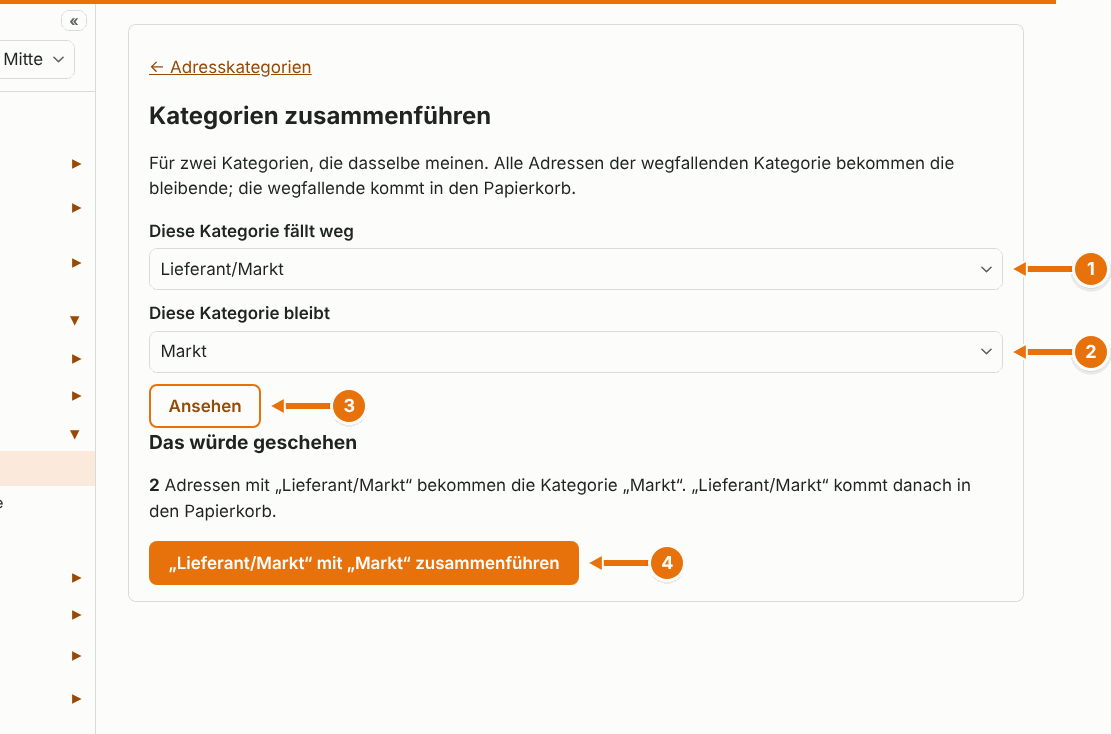 «
Mitte
← Adresskategorien
Kategorien zusammenführen
Für zwei Kategorien, die dasselbe meinen. Alle Adressen der wegfallenden Kategorie bekommen die
bleibende; die wegfallende kommt in den Papierkorb.
Diese Kategorie fällt weg
Lieferant/Markt
1
Diese Kategorie bleibt
Markt
2
Ansehen
3
Das würde geschehen
2 Adressen mit „Lieferant/Markt“ bekommen die Kategorie „Markt“. „Lieferant/Markt“ kommt danach in
den Papierkorb.
„Lieferant/Markt“ mit „Markt“ zusammenführen
4